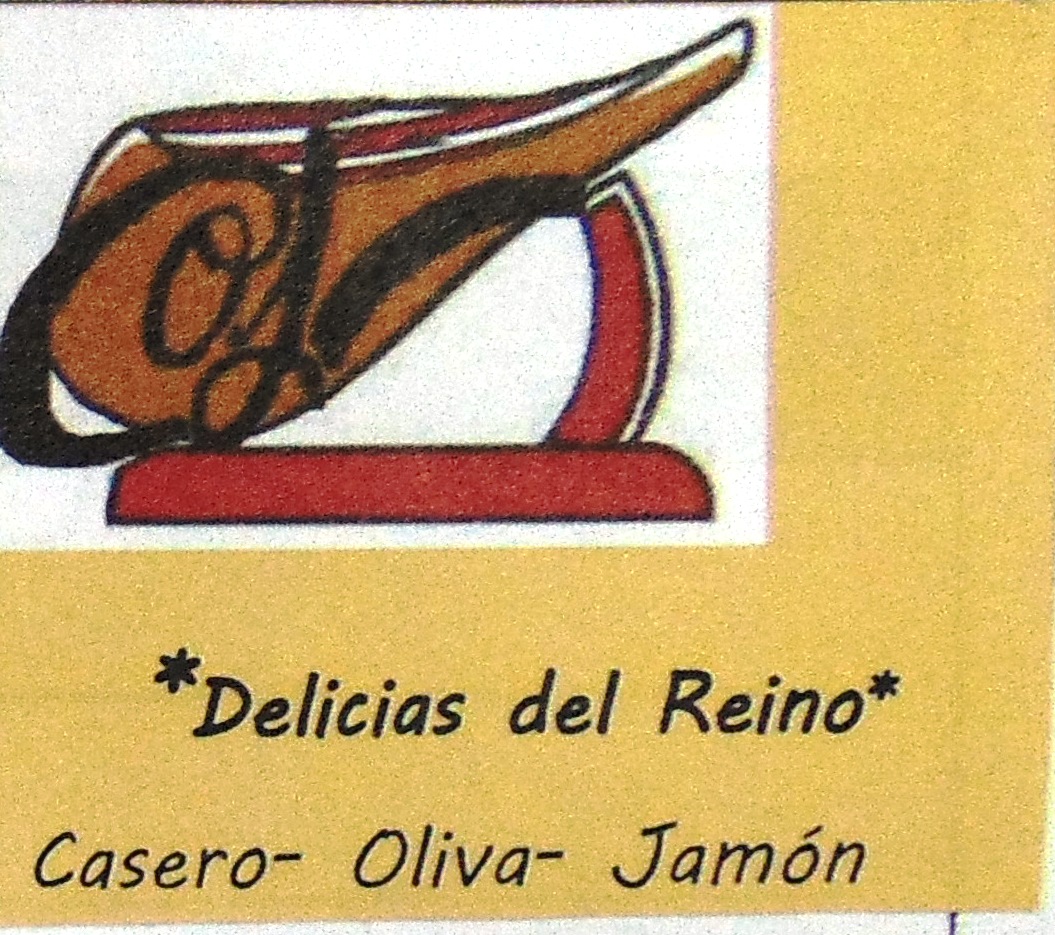 *Delicias del Reino*
Casero- Oliva- Jamón